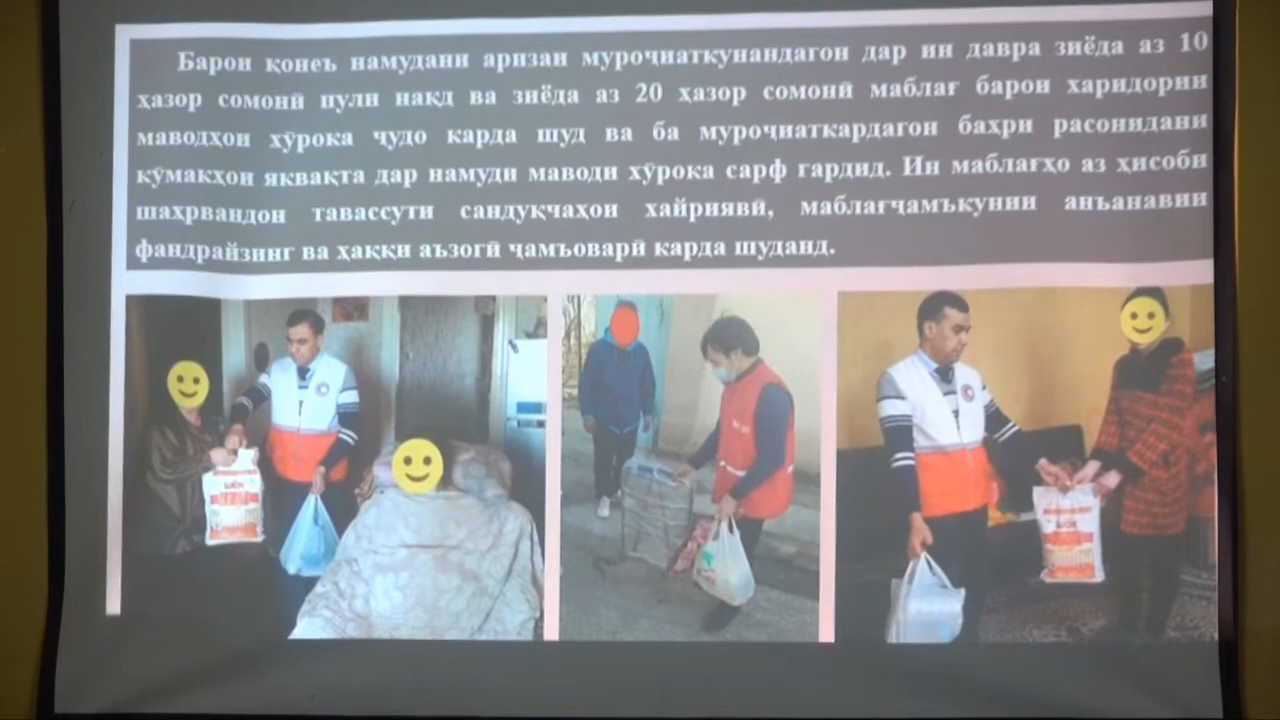 Барои қонеъ намудани аризаи муроҷиаткунандагон дар ин давра зиёда аз 10
ҳазор сомонӣ пули нақд ва зиёда аз 20 ҳазор сомонӣ маблағ барои харидории
маводҳои хӯрока ҷудо карда шуд ва ба муроҷиаткардагон баҳри расонидани
кӯмакҳои яквақта дар намуди маводи хӯрока сарф гардид. Ин маблағҳо аз ҳисоби
шаҳрвандон тавассути сандуқчаҳои хайриявӣ, маблағҷамъкунии анъанавии
фандрайзинг ва ҳаққи аъзогӣ ҷамъоварӣ карда шуданд.